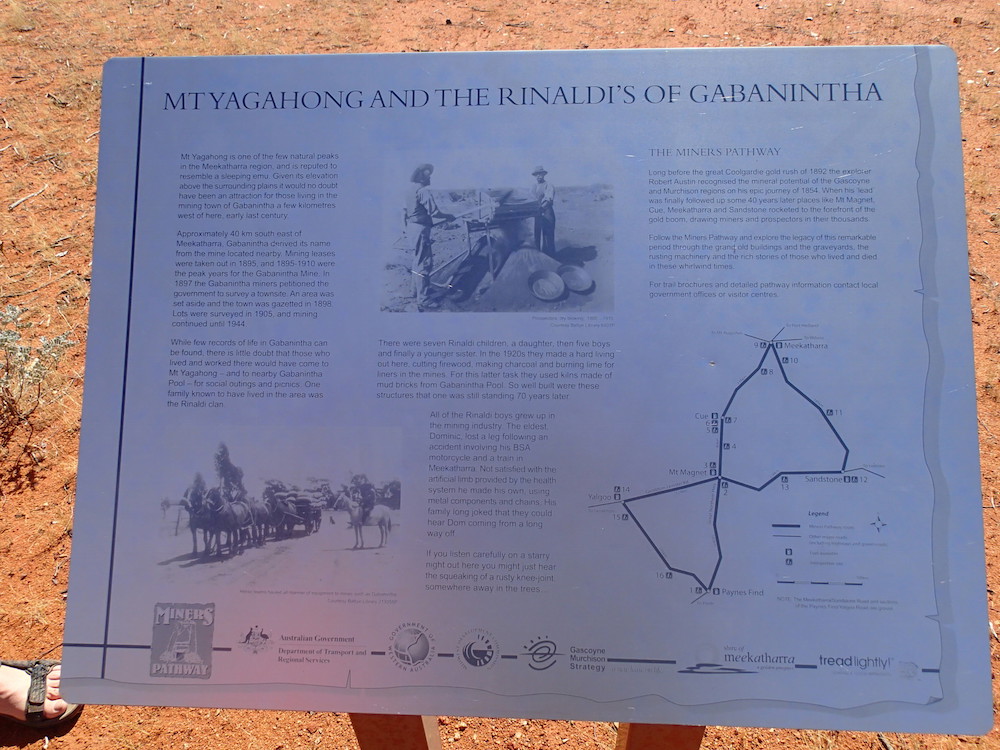 MT YAGAHONG AND THE RINALDI'S OF GABANINTHA
Mt Yagahong is one of the few natural peaks
in the Meekatharra region, and is reputed to
resemble a sleeping emu. Given its elevation
above the surrounding plains it would no doubt
have been an attraction for those living in the
mining town of Gabanintha a few kilometres
west of here, early last century.
Approximately 40 km south east of
Meekatharra, Gabanintha derived its name
from the mine located nearby. Mining leases
were taken out in 1895, and 1895-1910 were
the peak years for the Gabanintha Mine. In
1897 the Gabanintha miners petitioned the
government to survey a townsite. An area was
set aside and the town was gazetted in 1898.
Lots were surveyed in 1905, and mining
continued until 1944.
While few records of life in Gabanintha can
be found, there is little doubt that those who
lived and worked there would have come to
Mt Yagahong – and to nearby Gabanintha
Pool – for social outings and picnics. One
family known to have lived in the area was
the Rinaldi clan.
There were seven Rinaldi children, a daughter, then five boys
and finally a younger sister. In the 1920s they made a hard living
out here, cutting firewood, making charcoal and burning lime for
liners in the mines. For this latter task they used kilns made of
mud bricks from Gabanintha Pool. So well built were these
structures that one was still standing 70 years later.
All of the Rinaldi boys grew up in
the mining industry. The eldest,
Dominic, lost a leg following an
accident involving his BSA
motorcycle and a train in
Meekatharra. Not satisfied with the
artificial limb provided by the health
system he made his own, using
metal components and chains. His
family long joked that they could
hear Dom coming from a long
way off.
If you listen carefully on a starry
night out here you might just hear
the squeaking of a rusty knee-joint,
somewhere away in the trees...
THE MINERS PATHWAY
Long before the great Coolgardie gold rush of 1892 the explorer
Robert Austin recognised the mineral potential of the Gascoyne
and Murchison regions on his epic journey of 1854. When his 'lead'
was finally followed up some 40 years later places like Mt Magnet,
Cue, Meekatharra and Sandstone rocketed to the forefront of the
gold boom, drawing miners and prospectors in their thousands.
Follow the Miners Pathway and explore the legacy of this remarkable
period through the grand old buildings and the graveyards, the
rusting machinery and the rich stories of those who lived and died
in these whirlwind times.
For trail brochures and detailed pathway information contact local
government offices or visitor centres.
9 Meekatharra
10
8
11
Cue
6
5
7
4
3
Mt Magnet
2
13
Sandstone 12
14
Yalgoo
15
16
1 Paynes Find
Legend
MINERS
PATHWAY
Australian Government
Department of Transport and
Regional Services
GOVERNMENT OF
WESTERN AUSTRALIA
Gascoyne
Murchison
Strategy
shire of
meekatharra
treadlightly!